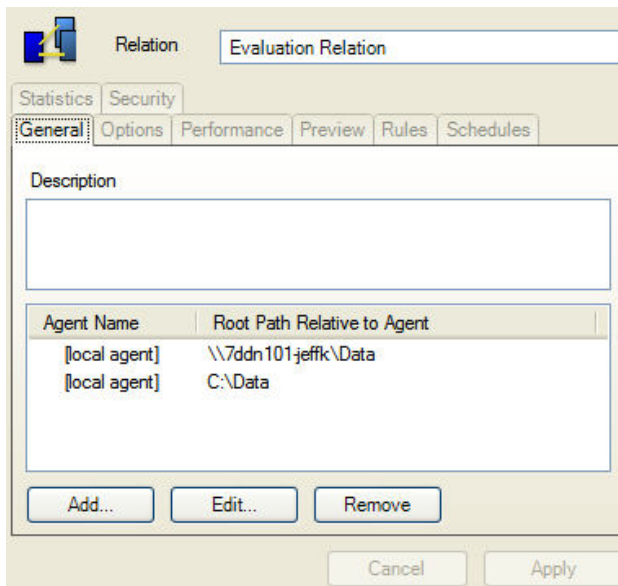 Relation Evaluation Relation
Statistics Security
General Options Performance Preview Rules Schedules
Description
Agent Name Root Path Relative to Agent
[local agent] \\7ddn101-jeffk\Data
[local agent] C:\Data
Add... Edit... Remove
Cancel Apply